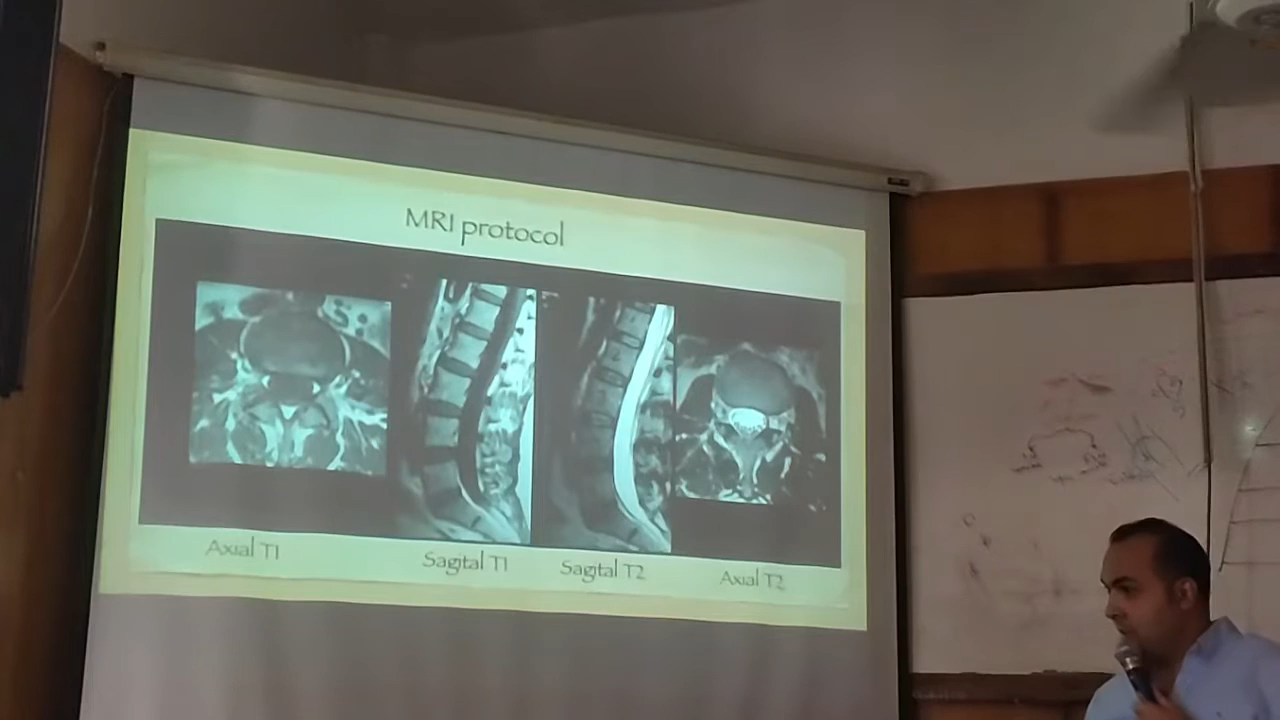 MRI protocol
Axial T1
Sagital T1
Sagital T2
Axial T2